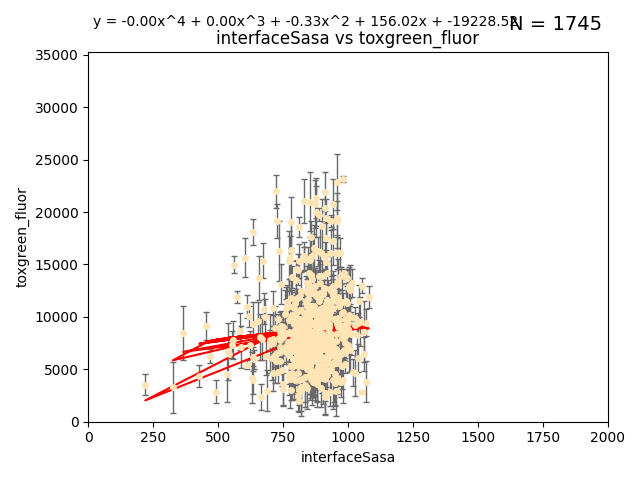 y = -0.00x^4 + 0.00x^3 + -0.33x^2 + 156.02x + -19228.52
N = 1745
interfaceSasa vs toxgreen_fluor
35000
30000
25000
20000
15000
10000
5000
0
toxgreen_fluor
0 250 500 750 1000 1250 1500 1750 2000
interfaceSasa